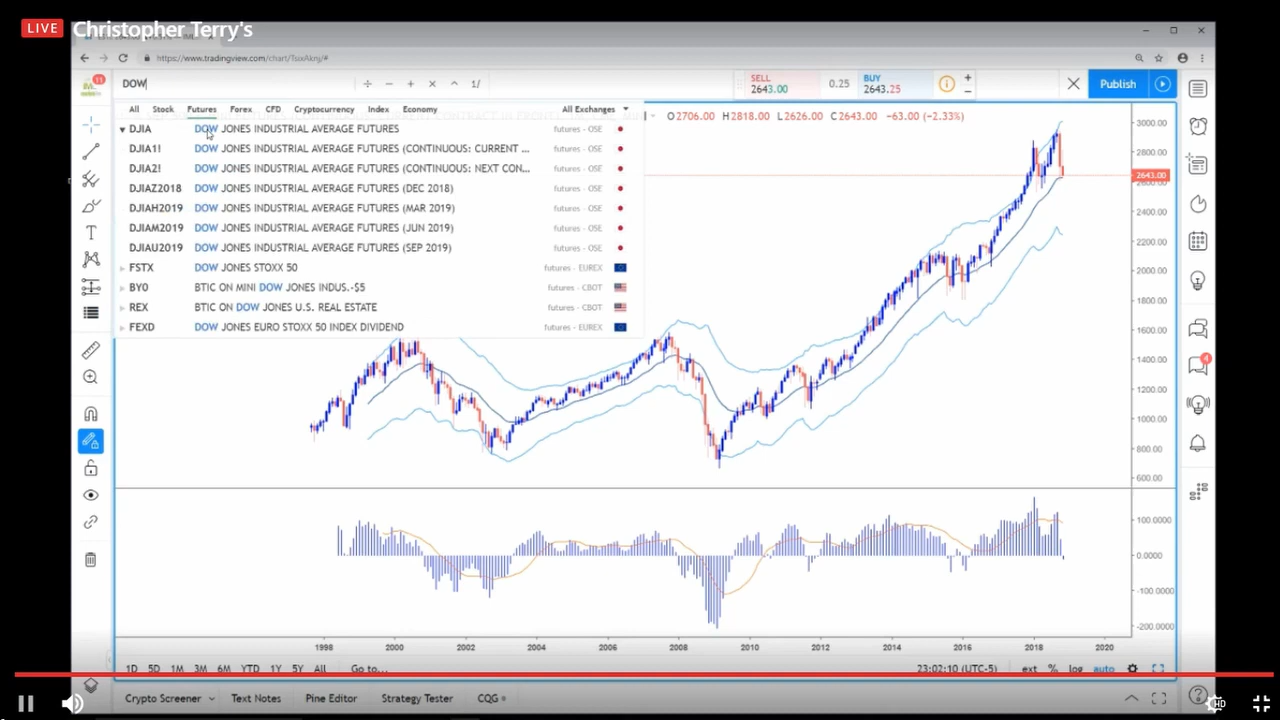 LIVE Christopher Terry's
https://www.tradingview.com/chart/TsixAknj/#
11
DOW
1/
SELL
2643.00
0.25
BUY
2643.25
Publish
All Stock Futures Forex CFD Cryptocurrency Index Economy All Exchanges
DJIA DOW JONES INDUSTRIAL AVERAGE FUTURES futures - OSE
DJIA1! DOW JONES INDUSTRIAL AVERAGE FUTURES (CONTINUOUS: CURRENT ... futures - OSE
DJIA2! DOW JONES INDUSTRIAL AVERAGE FUTURES (CONTINUOUS: NEXT CON... futures - OSE
DJIAZ2018 DOW JONES INDUSTRIAL AVERAGE FUTURES (DEC 2018) futures - OSE
DJIAH2019 DOW JONES INDUSTRIAL AVERAGE FUTURES (MAR 2019) futures - OSE
DJIAM2019 DOW JONES INDUSTRIAL AVERAGE FUTURES (JUN 2019) futures - OSE
DJIAU2019 DOW JONES INDUSTRIAL AVERAGE FUTURES (SEP 2019) futures - OSE
FSTX DOW JONES STOXX 50 futures - EUREX
BY0 BTIC ON MINI DOW JONES INDUS.-$5 futures - CBOT
REX BTIC ON DOW JONES U.S. REAL ESTATE futures - CBOT
FEXD DOW JONES EURO STOXX 50 INDEX DIVIDEND futures - EUREX
O2706.00 H2818.00 L2626.00 C2643.00 −63.00 (−2.33%)
3000.00
2800.00
2643.00
2600.00
2400.00
2200.00
2000.00
1800.00
1600.00
1400.00
1200.00
1000.00
800.00
600.00
100.0000
0.0000
-100.0000
-200.0000
4
1998 2000 2002 2004 2006 2008 2010 2012 2014 2016 2018 2020
1D 5D 1M 3M 6M YTD 1Y 5Y All Go to... 23:02:10 (UTC-5) ext % log auto
Crypto Screener Text Notes Pine Editor Strategy Tester CQG
HD